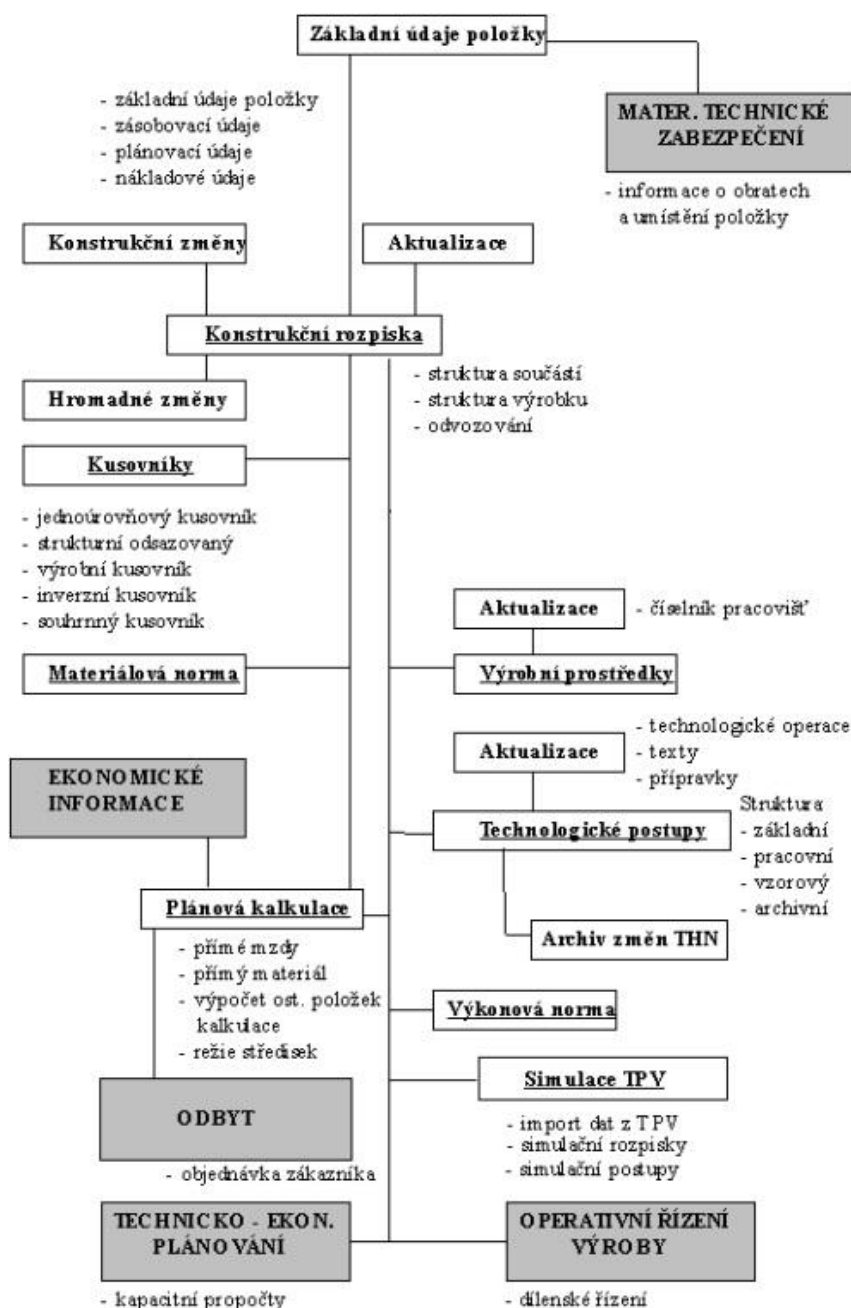 Základní údaje položky
- základní údaje položky
- zásobovací údaje
- plánovací údaje
- nákladové údaje
MATER. TECHNICKÉ
ZABEZPEČENÍ
- informace o obratech
a umístění položky
Konstrukční změny
Aktualizace
Konstrukční rozpiska
Hromadné změny
- struktura součástí
- struktura výrobku
- odvozování
Kusovníky
- jednoúrovňový kusovník
- strukturní odsazovaný
- výrobní kusovník
- inverzní kusovník
- souhrnný kusovník
Aktualizace
- číselník pracovišť
Materiálová norma
Výrobní prostředky
Aktualizace
- technologické operace
- texty
- přípravky
EKONOMICKÉ
INFORMACE
Technologické postupy
Struktura
- základní
- pracovní
- vzorový
- archivní
Plánová kalkulace
Archiv změn THN
- přímé mzdy
- přímý materiál
- výpočet ost. položek
kalkulace
- režie středisek
Výkonová norma
Simulace TPV
- import dat z TPV
- simulační rozpisky
- simulační postupy
ODBYT
- objednávka zákazníka
TECHNICKO - EKON.
PLÁNOVÁNÍ
- kapacitní propočty
OPERATIVNÍ ŘÍZENÍ
VÝROBY
- dílenské řízení